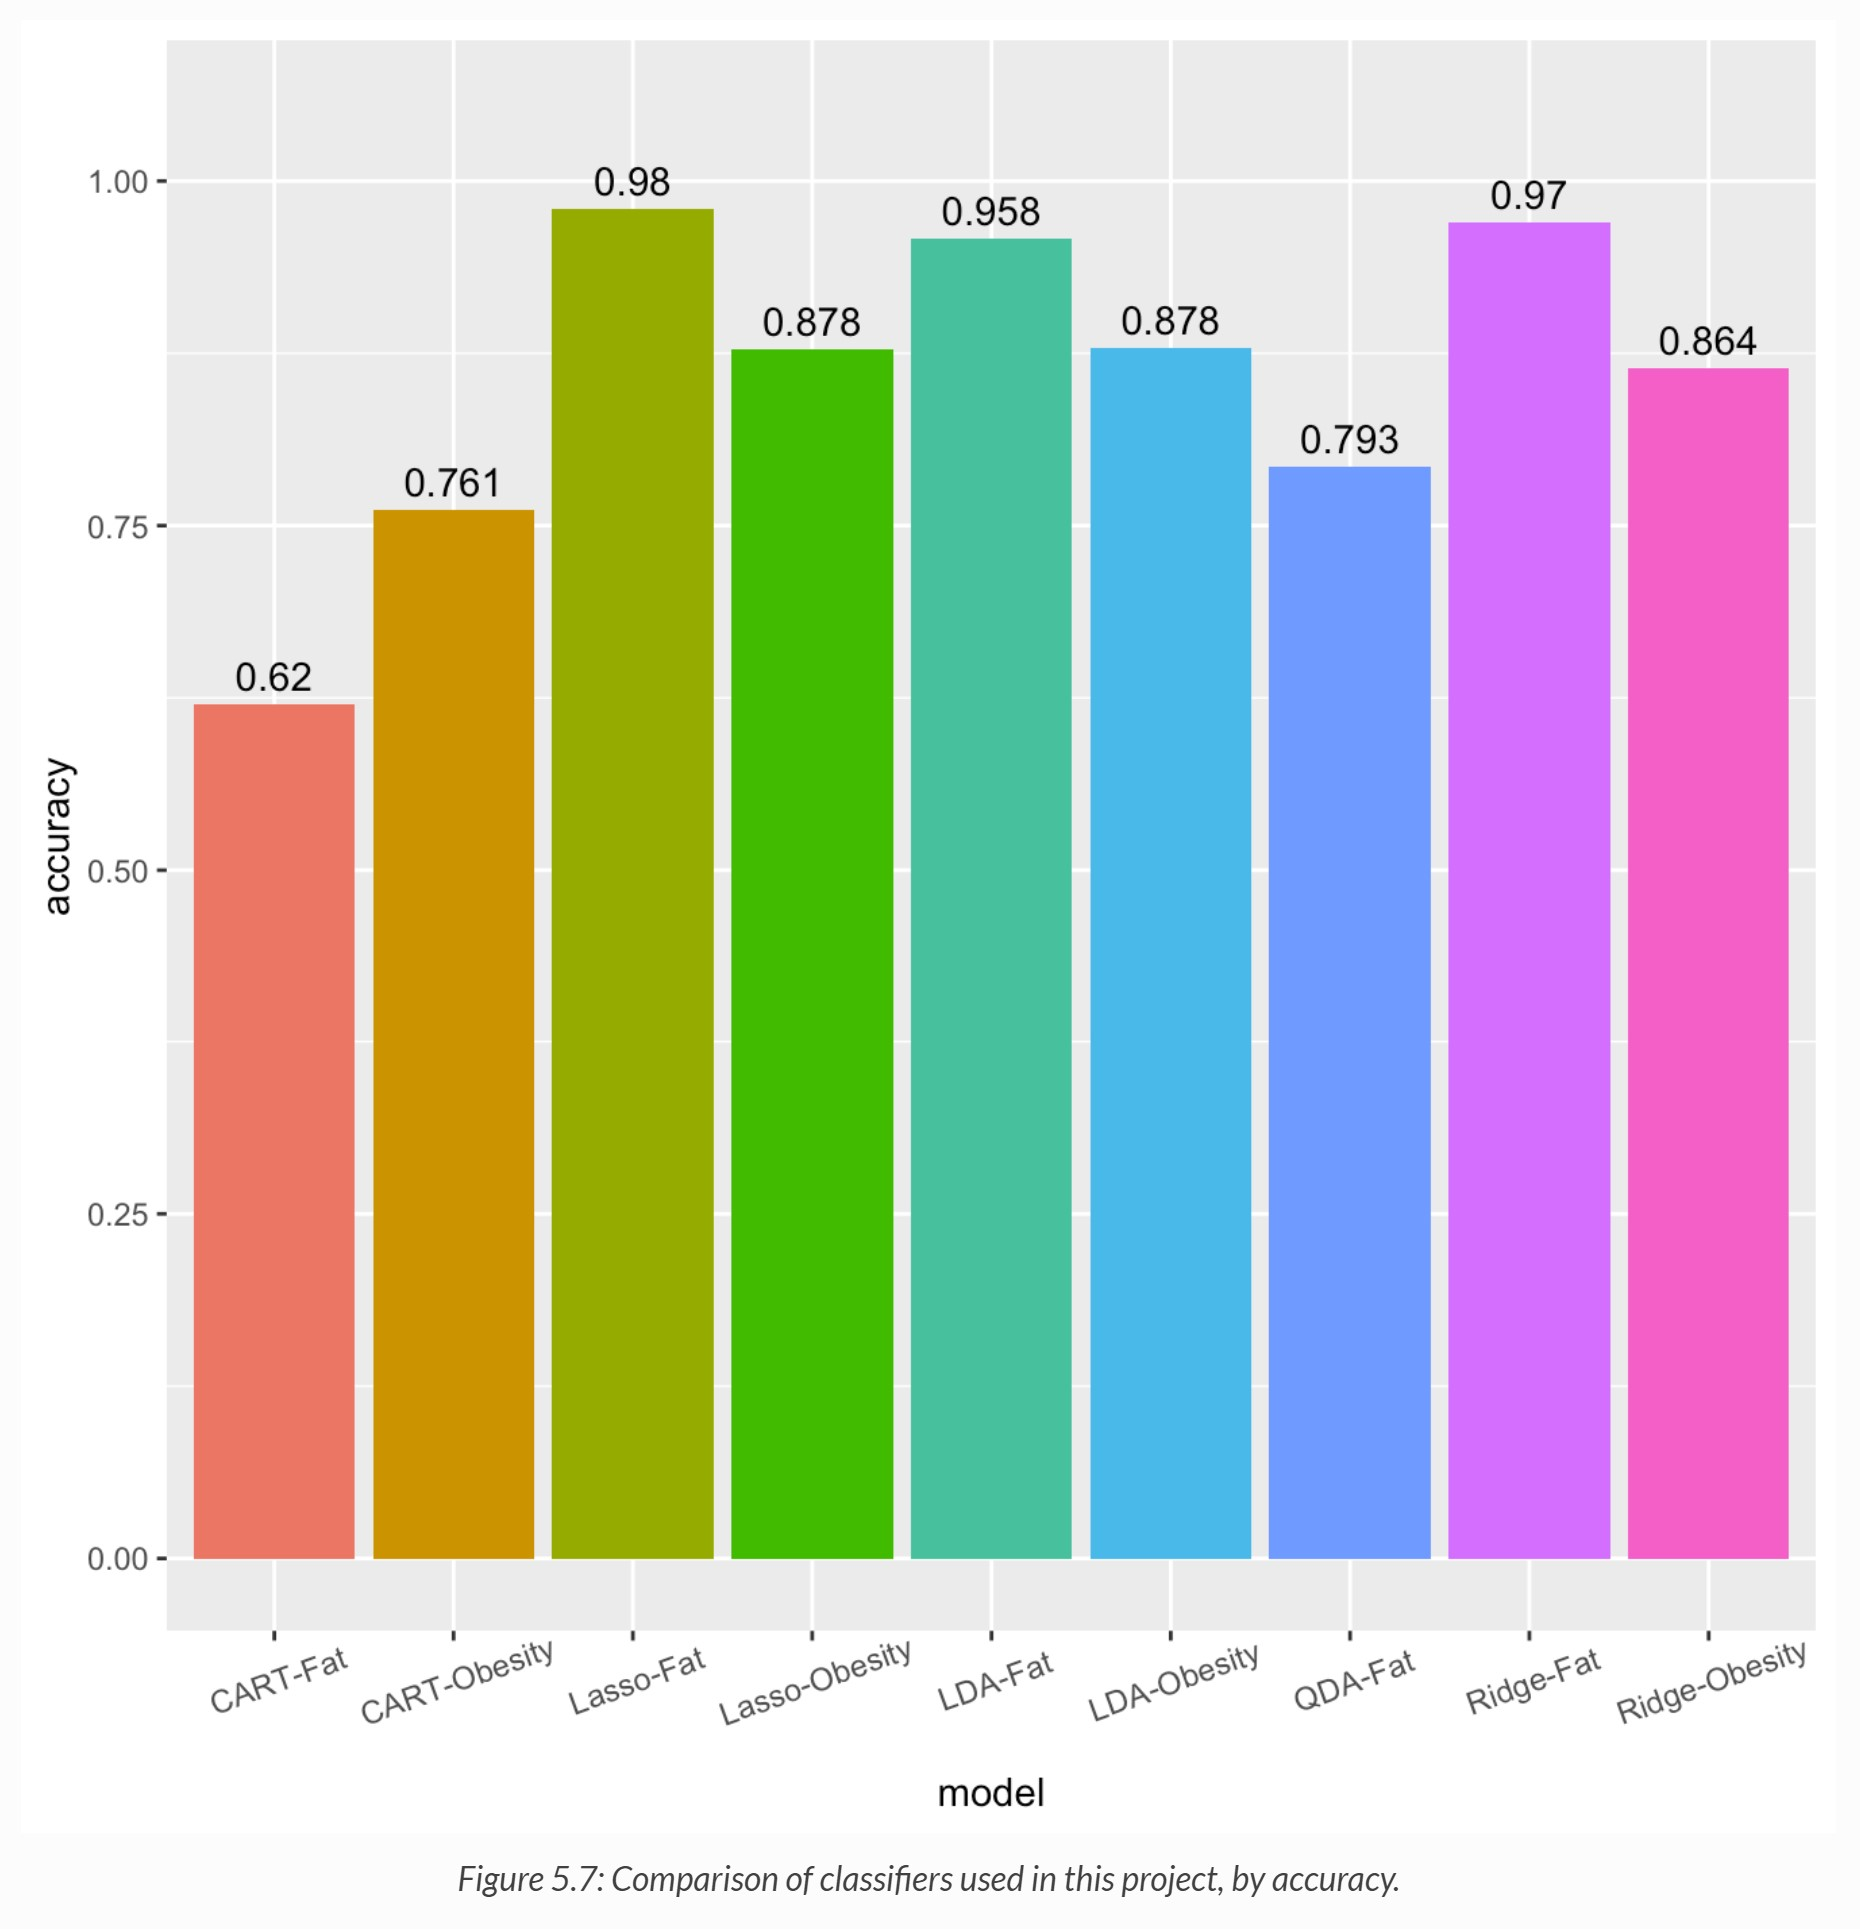 1.00
0.75
0.50
0.25
0.00
accuracy
0.62
0.761
0.98
0.878
0.958
0.878
0.793
0.97
0.864
CART-Fat
CART-Obesity
Lasso-Fat
Lasso-Obesity
LDA-Fat
LDA-Obesity
QDA-Fat
Ridge-Fat
Ridge-Obesity
model
Figure 5.7: Comparison of classifiers used in this project, by accuracy.